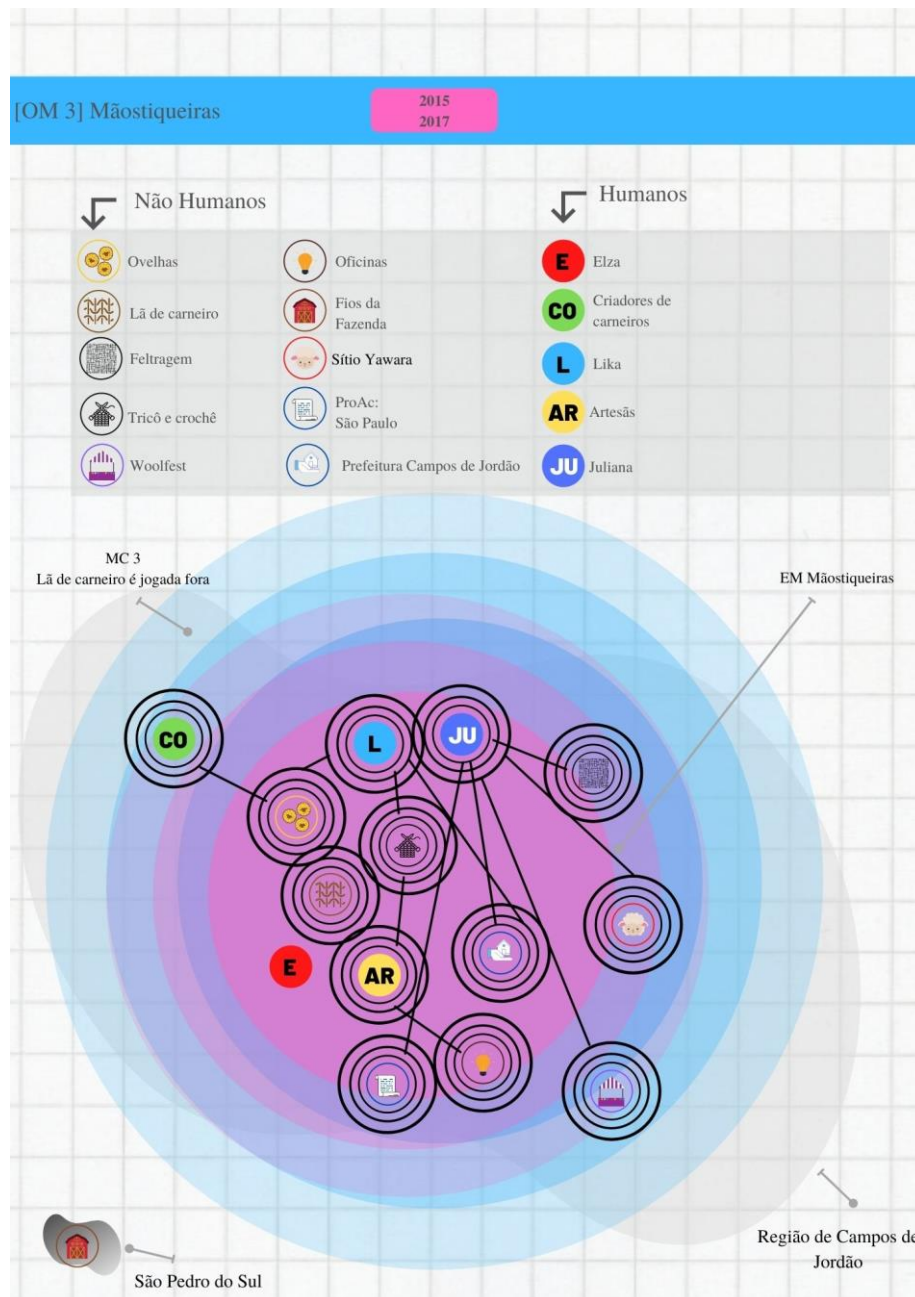 [OM 3] Mãostiqueiras
2015
2017
Não Humanos
Humanos
Ovelhas
Oficinas
E
Elza
Lã de carneiro
Fios da
Fazenda
CO
Criadores de
carneiros
Feltragem
Sítio Yawara
L
Lika
Tricô e crochê
ProAc:
São Paulo
AR
Artesãs
Woolfest
Prefeitura Campos de Jordão
JU
Juliana
MC 3
Lã de carneiro é jogada fora
EM Mãostiqueiras
CO
L
JU
E
AR
São Pedro do Sul
Região de Campos de
Jordão